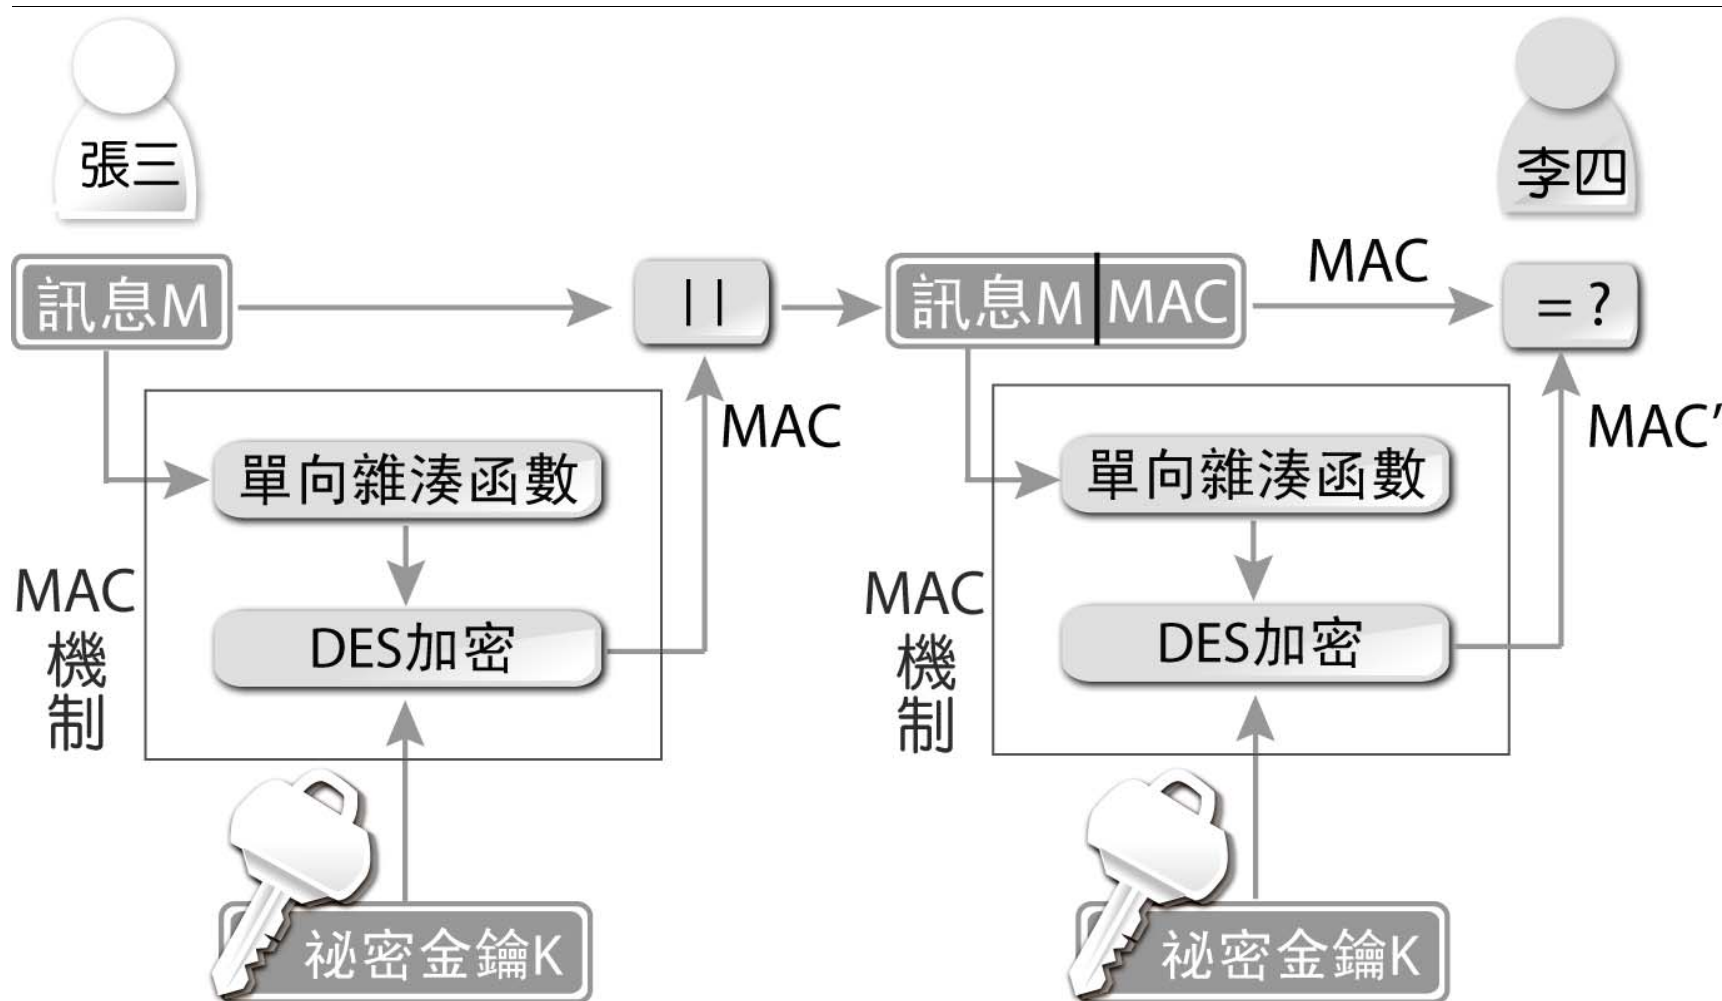 張三
李四
訊息M
||
訊息M MAC
MAC
= ?
MAC
MAC'
單向雜湊函數
單向雜湊函數
MAC
機
制
DES加密
MAC
機
制
DES加密
祕密金鑰K
祕密金鑰K